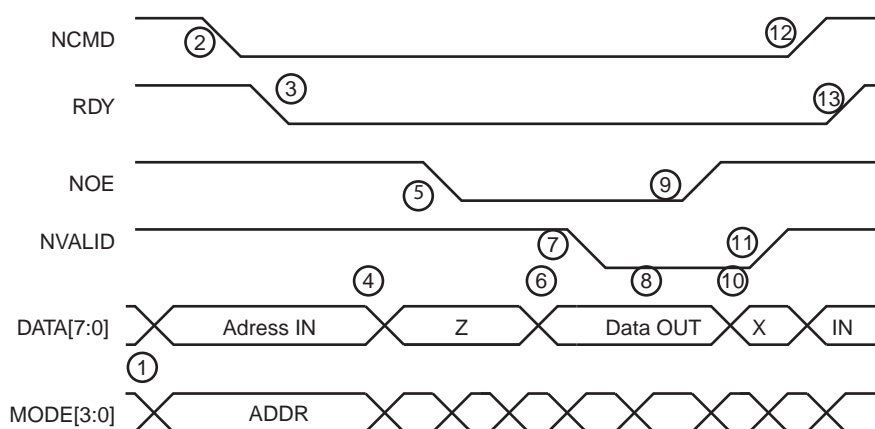 NCMD ② ⑫
RDY ③ ⑬
NOE ⑤ ⑨
NVALID ⑦ ⑪
④ ⑥ ⑧ ⑩
DATA[7:0] Adress IN Z Data OUT X IN
①
MODE[3:0] ADDR